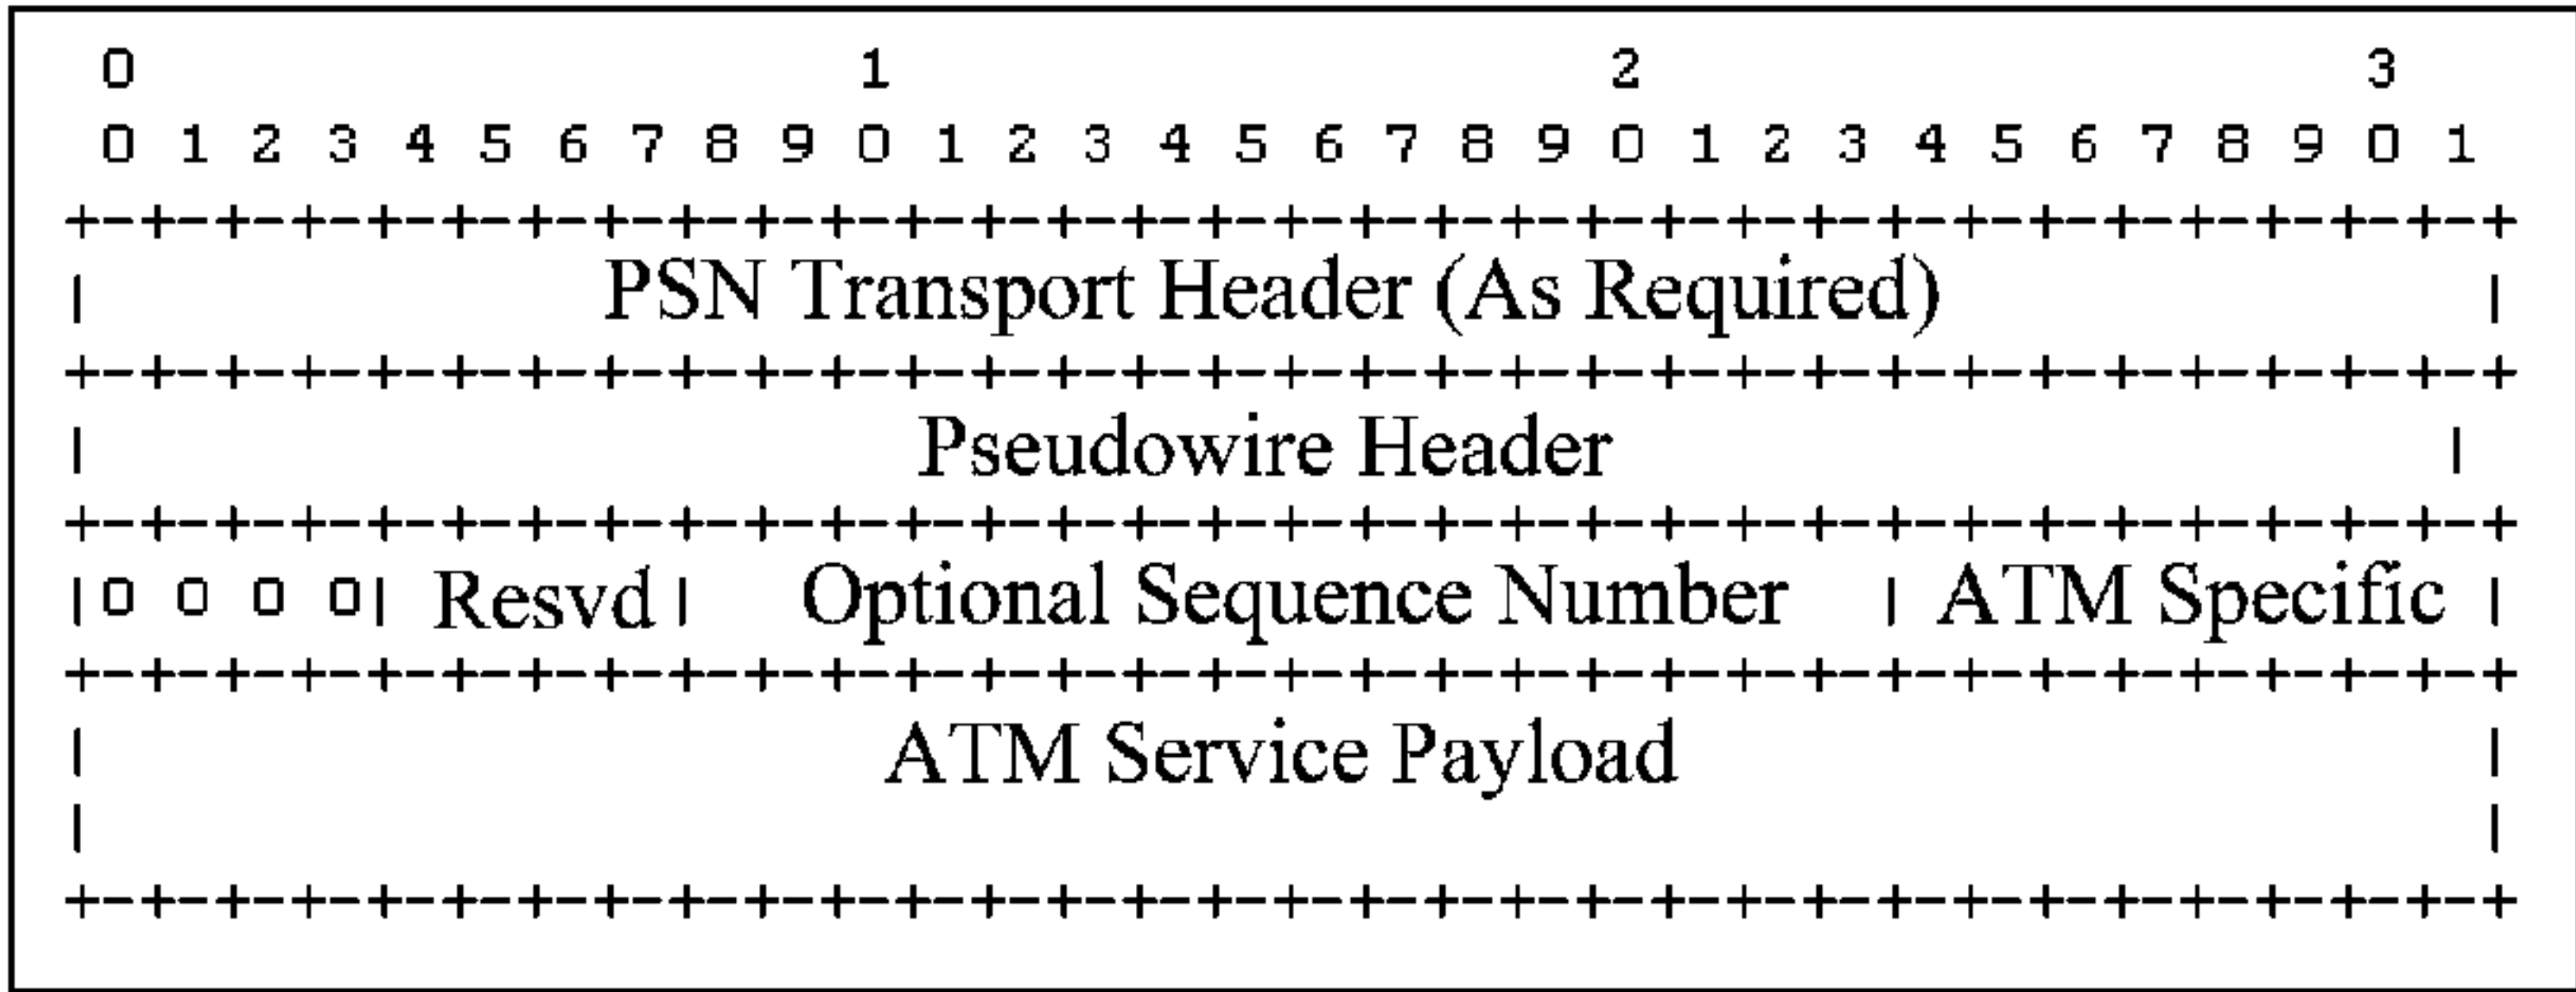 0 1 2 3
0 1 2 3 4 5 6 7 8 9 0 1 2 3 4 5 6 7 8 9 0 1 2 3 4 5 6 7 8 9 0 1
+-+-+-+-+-+-+-+-+-+-+-+-+-+-+-+-+-+-+-+-+-+-+-+-+-+-+-+-+-+-+-+-+
| PSN Transport Header (As Required) |
+-+-+-+-+-+-+-+-+-+-+-+-+-+-+-+-+-+-+-+-+-+-+-+-+-+-+-+-+-+-+-+-+
| Pseudowire Header |
+-+-+-+-+-+-+-+-+-+-+-+-+-+-+-+-+-+-+-+-+-+-+-+-+-+-+-+-+-+-+-+-+
|0 0 0 0| Resvd | Optional Sequence Number | ATM Specific |
+-+-+-+-+-+-+-+-+-+-+-+-+-+-+-+-+-+-+-+-+-+-+-+-+-+-+-+-+-+-+-+-+
| ATM Service Payload |
| |
+-+-+-+-+-+-+-+-+-+-+-+-+-+-+-+-+-+-+-+-+-+-+-+-+-+-+-+-+-+-+-+-+